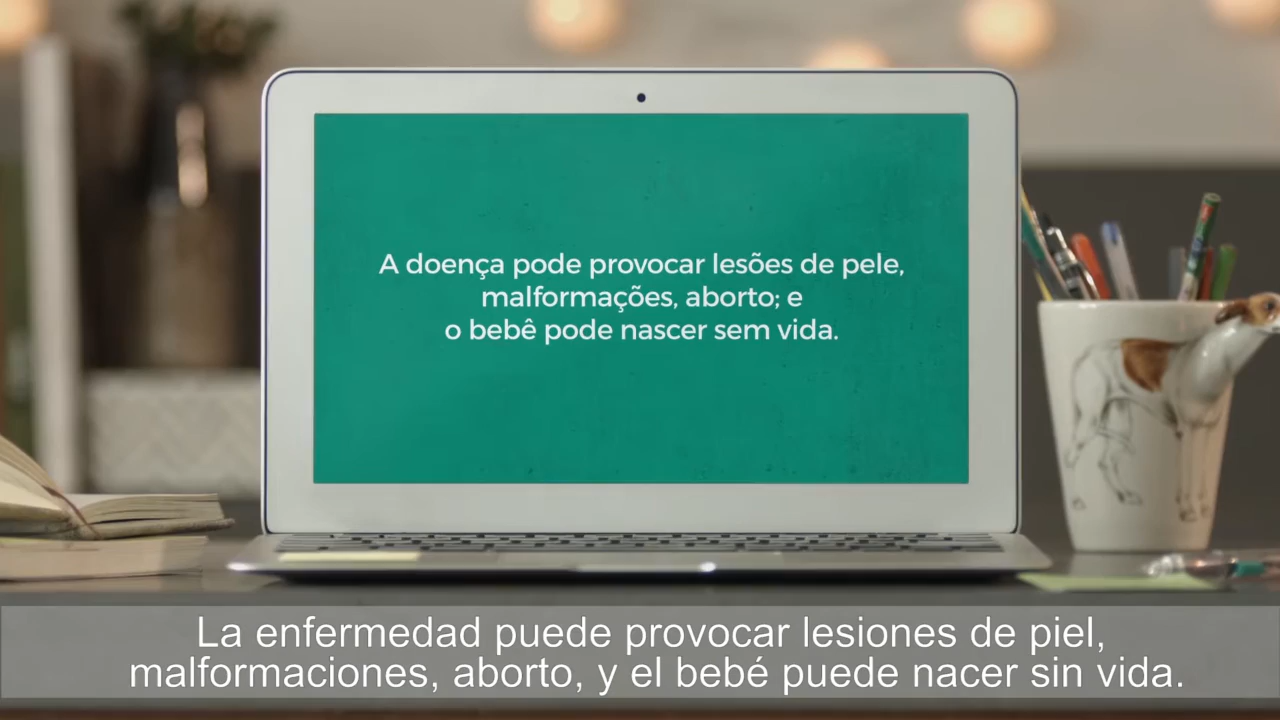 A doença pode provocar lesões de pele,
malformações, aborto; e
o bebê pode nascer sem vida.
La enfermedad puede provocar lesiones de piel,
malformaciones, aborto, y el bebé puede nacer sin vida.